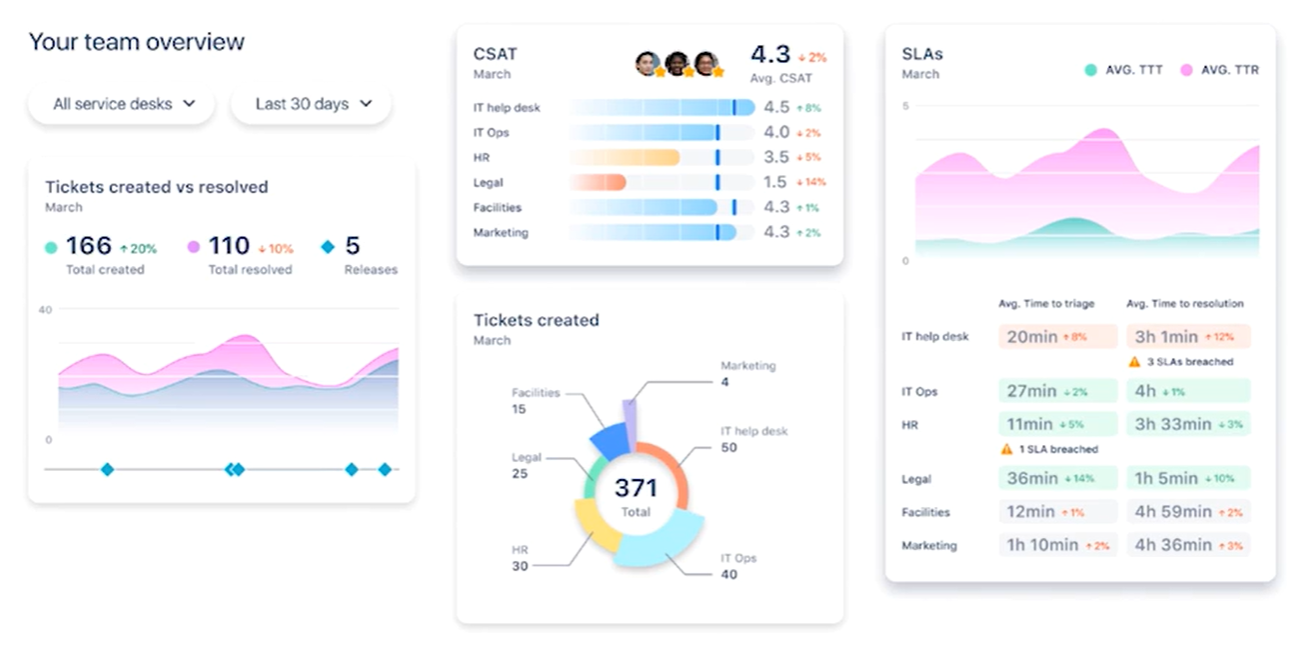 Your team overview
All service desks
Last 30 days
Tickets created vs resolved
March
166 ↑20%
Total created
110 ↓10%
Total resolved
5
Releases
40
0
CSAT
March
4.3 ↓2%
Avg. CSAT
IT help desk 4.5 ↑8%
IT Ops 4.0 ↓2%
HR 3.5 ↓5%
Legal 1.5 ↓14%
Facilities 4.3 ↑1%
Marketing 4.3 ↑2%
Tickets created
March
Marketing
4
Facilities
15
IT help desk
50
Legal
25
371
Total
HR
30
IT Ops
40
SLAs
March
AVG. TTT
AVG. TTR
5
0
Avg. Time to triage Avg. Time to resolution
IT help desk 20min ↑8% 3h 1min ↑12%
3 SLAs breached
IT Ops 27min ↓2% 4h ↓1%
HR 11min ↓5% 3h 33min ↓3%
1 SLA breached
Legal 36min ↓14% 1h 5min ↓10%
Facilities 12min ↑1% 4h 59min ↑2%
Marketing 1h 10min ↑2% 4h 36min ↑3%